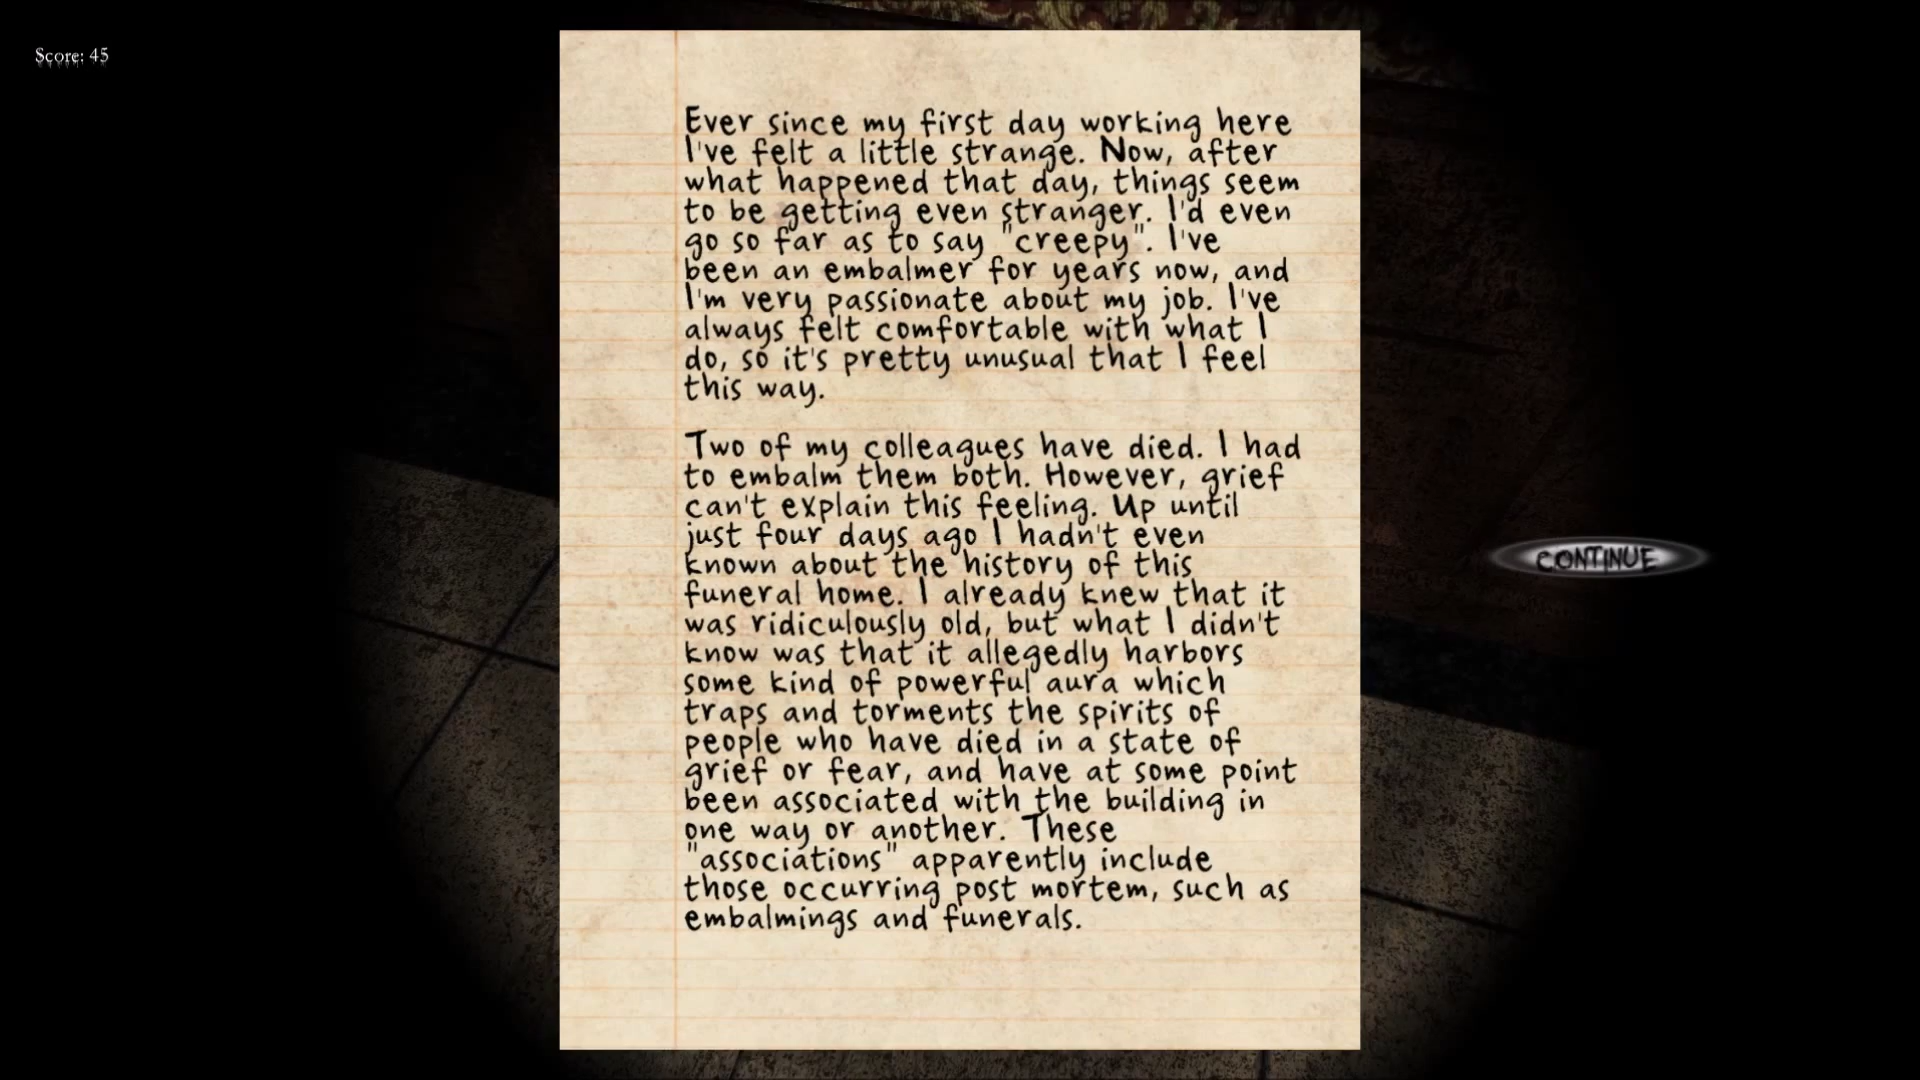 Score: 45
Ever since my first day working here
I've felt a little strange. Now, after
what happened that day, things seem
to be getting even stranger. I'd even
go so far as to say "creepy". I've
been an embalmer for years now, and
I'm very passionate about my job. I've
always felt comfortable with what I
do, so it's pretty unusual that I feel
this way.
Two of my colleagues have died. I had
to embalm them both. However, grief
can't explain this feeling. Up until
just four days ago I hadn't even
known about the history of this
funeral home. I already knew that it
was ridiculously old, but what I didn't
know was that it allegedly harbors
some kind of powerful aura which
traps and torments the spirits of
people who have died in a state of
grief or fear, and have at some point
been associated with the building in
one way or another. These
"associations" apparently include
those occurring post mortem, such as
embalmings and funerals.
CONTINUE